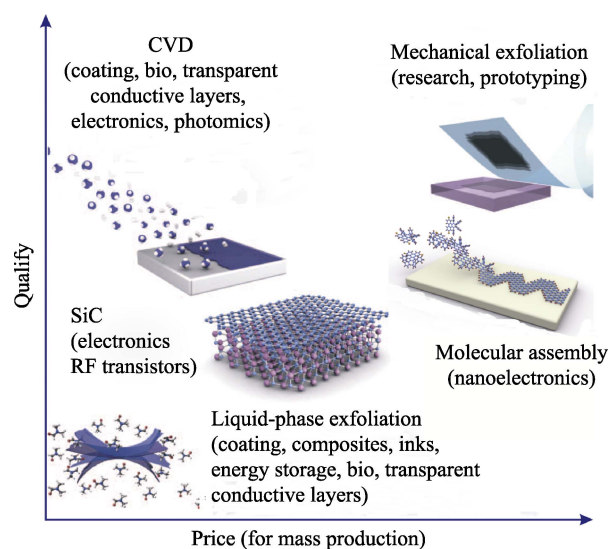 CVD
(coating, bio, transparent
conductive layers,
electronics, photomics)
Mechanical exfoliation
(research, prototyping)
Qualify
SiC
(electronics
RF transistors)
Molecular assembly
(nanoelectronics)
Liquid-phase exfoliation
(coating, composites, inks,
energy storage, bio, transparent
conductive layers)
Price (for mass production)